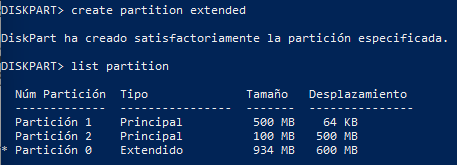 DISKPART> create partition extended
DiskPart ha creado satisfactoriamente la partición especificada.
DISKPART> list partition
Núm Partición  Tipo              Tamaño   Desplazamiento
-------------  ----------------  -------  ---------------
Partición 1    Principal          500 MB    64 KB
Partición 2    Principal          100 MB   500 MB
* Partición 0    Extendido          934 MB   600 MB